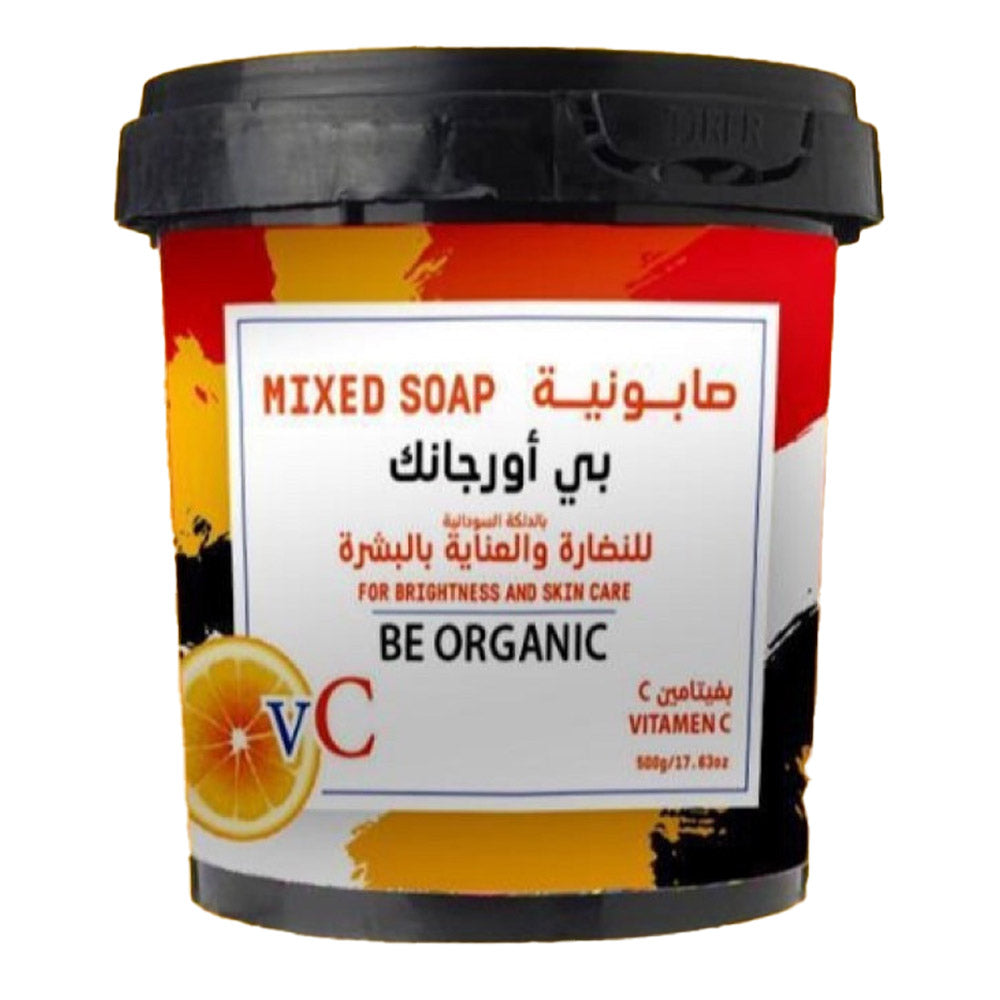 MIXED SOAP صابونية
بي أورجانك
بالدلكة السودانية
للنضارة والعناية بالبشرة
FOR BRIGHTNESS AND SKIN CARE
BE ORGANIC
VC
بفيتامين C
VITAMEN C
500g/17.63oz